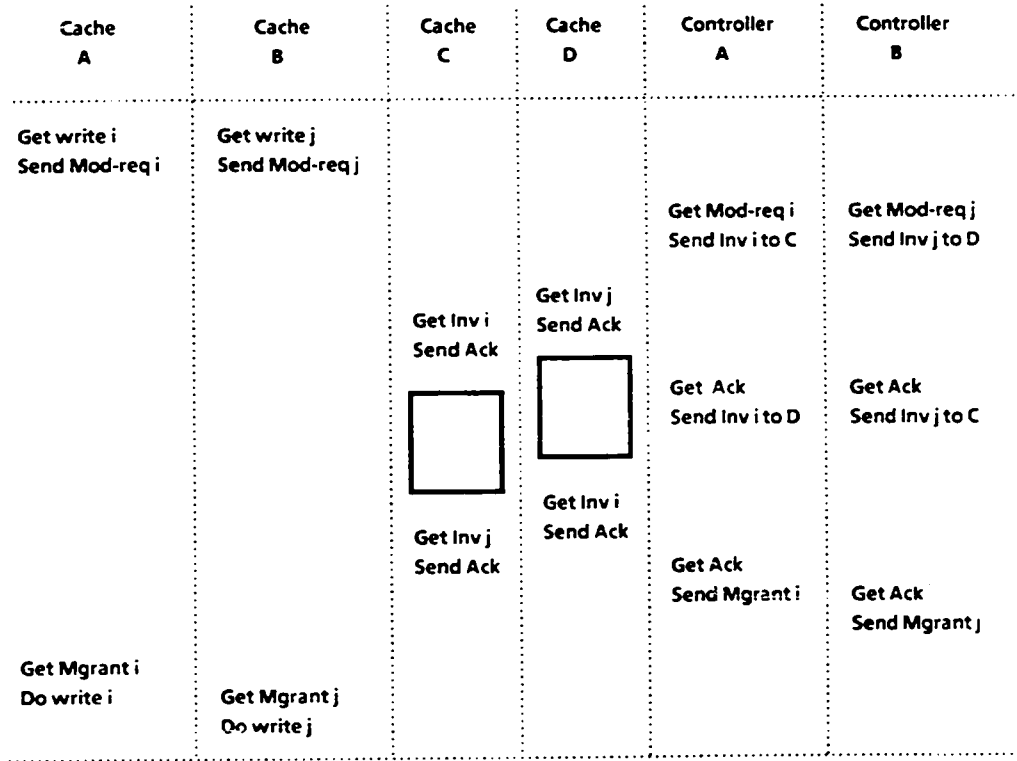 Cache A
Cache B
Cache C
Cache D
Controller A
Controller B
Get write i
Send Mod-req i
Get write j
Send Mod-req j
Get Mod-req i
Send Inv i to C
Get Mod-req j
Send Inv j to D
Get Inv j
Send Ack
Get Inv i
Send Ack
Get Ack
Send Inv i to D
Get Ack
Send Inv j to C
Get Inv i
Send Ack
Get Inv j
Send Ack
Get Ack
Send Mgrant i
Get Ack
Send Mgrant j
Get Mgrant i
Do write i
Get Mgrant j
Do write j